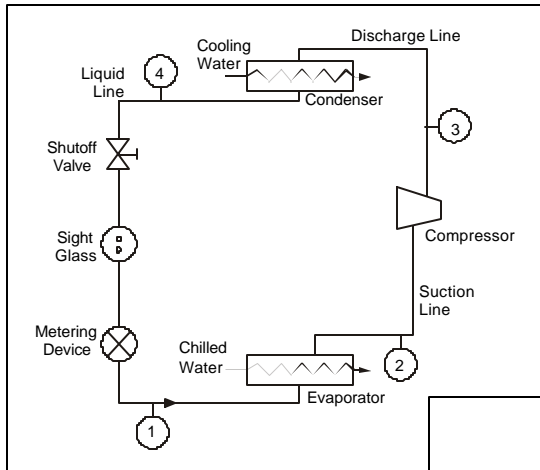 Discharge Line
Cooling
Water
4
Liquid
Line
Condenser
3
Shutoff
Valve
Compressor
Sight
Glass
Suction
Line
Metering
Device
Chilled
Water
2
Evaporator
1